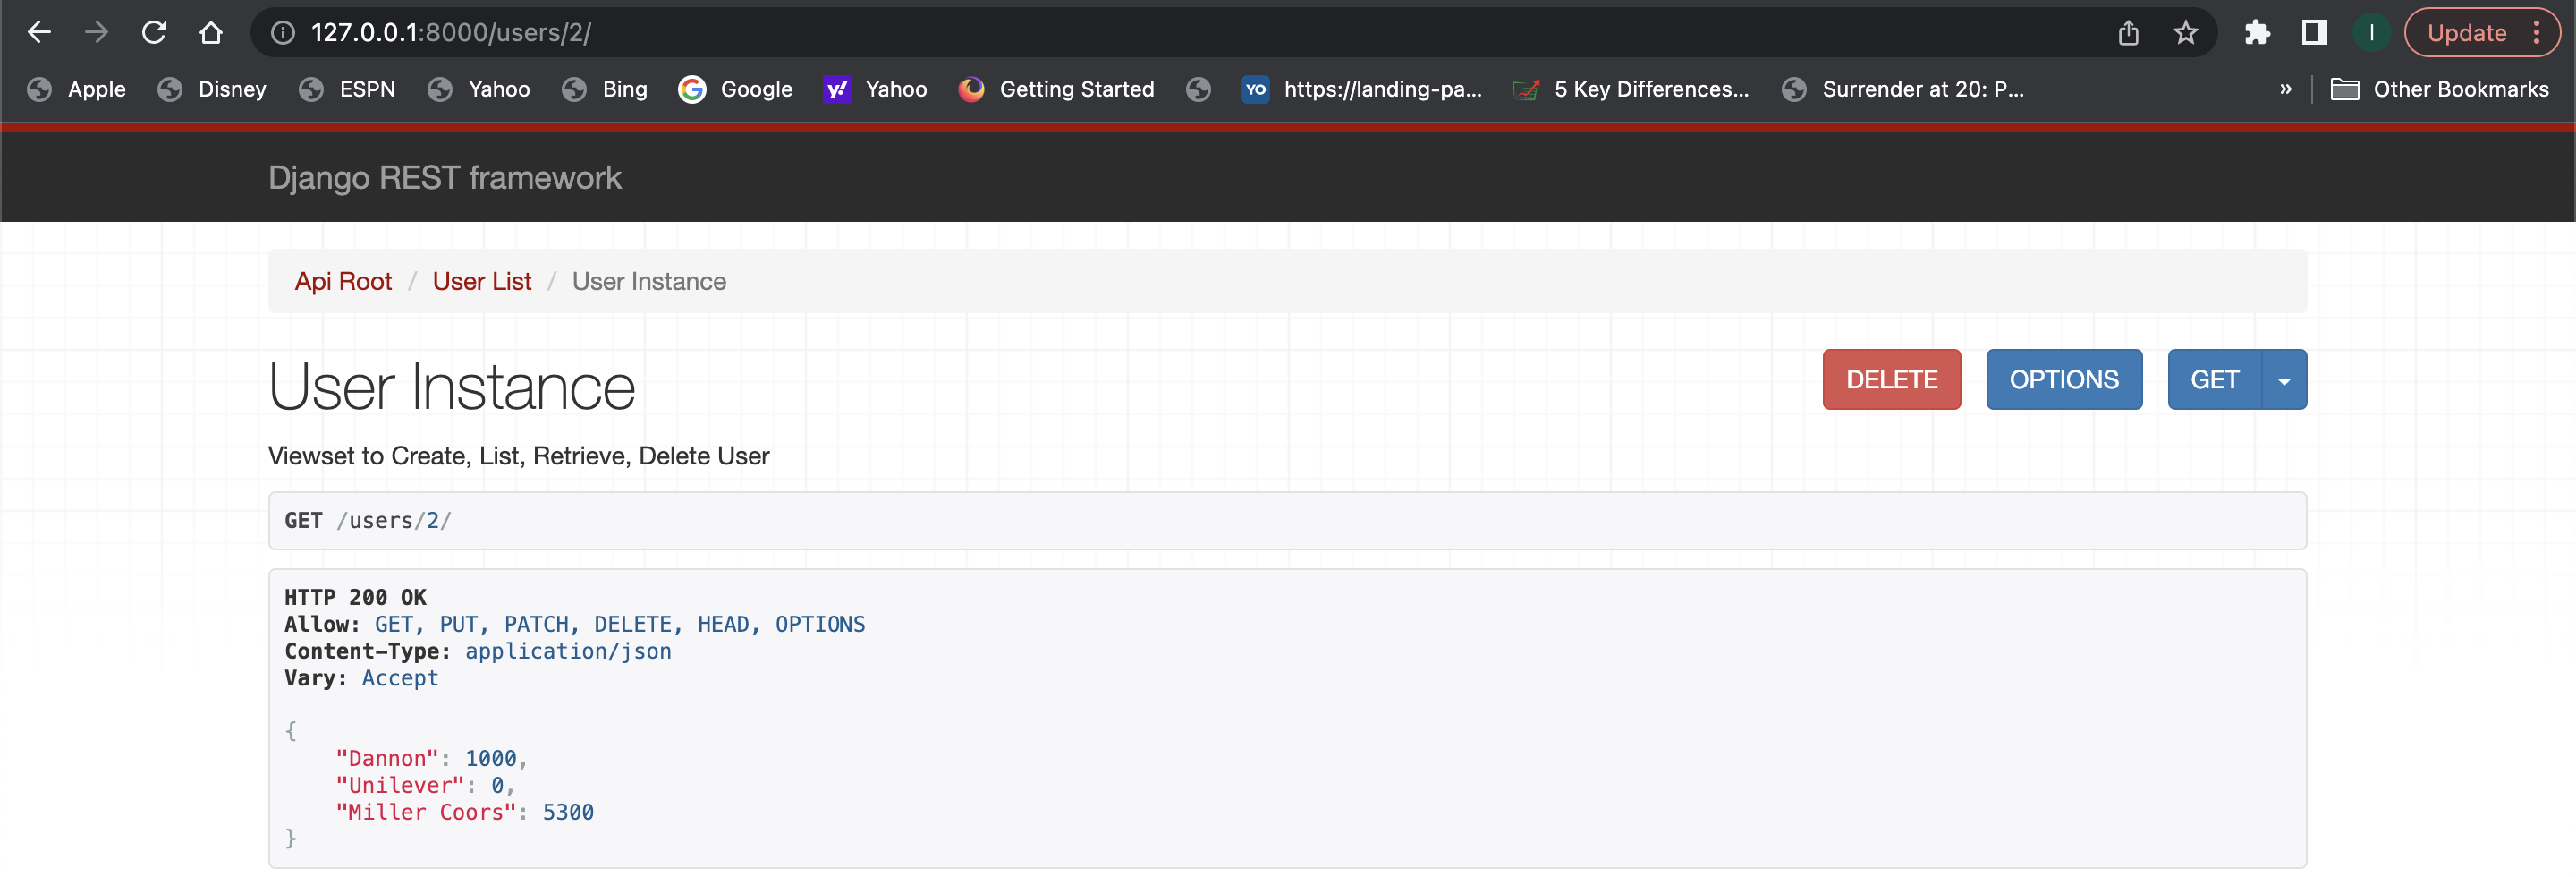 127.0.0.1:8000/users/2/
I
Update
Apple
Disney
ESPN
Yahoo
Bing
G
Google
y!
Yahoo
Getting Started
YO
https://landing-pa...
5 Key Differences...
Surrender at 20: P...
»
Other Bookmarks
Django REST framework
Api Root / User List / User Instance
User Instance
DELETE
OPTIONS
GET
Viewset to Create, List, Retrieve, Delete User
GET /users/2/
HTTP 200 OK
Allow: GET, PUT, PATCH, DELETE, HEAD, OPTIONS
Content-Type: application/json
Vary: Accept
{
    "Dannon": 1000,
    "Unilever": 0,
    "Miller Coors": 5300
}